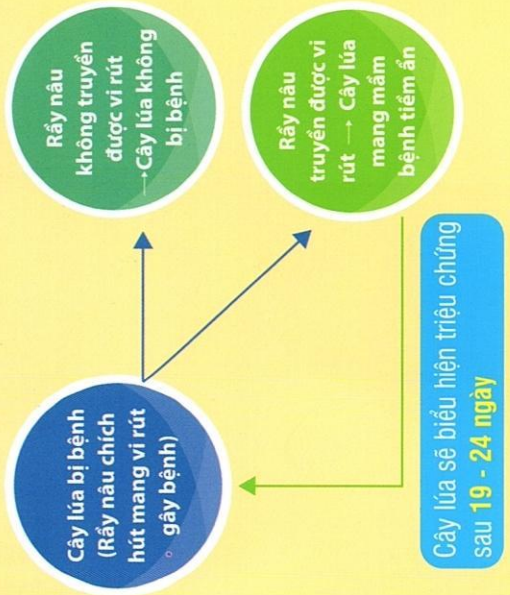 Cây lúa bị bệnh
(Rầy nâu chích
hút mang vi rút
gây bệnh)
Rầy nâu
không truyền
được vi rút
→Cây lúa không
bị bệnh
Rầy nâu
truyền được vi
rút → Cây lúa
mang mầm
bệnh tiềm ẩn
Cây lúa sẽ biểu hiện triệu chứng
sau 19 - 24 ngày